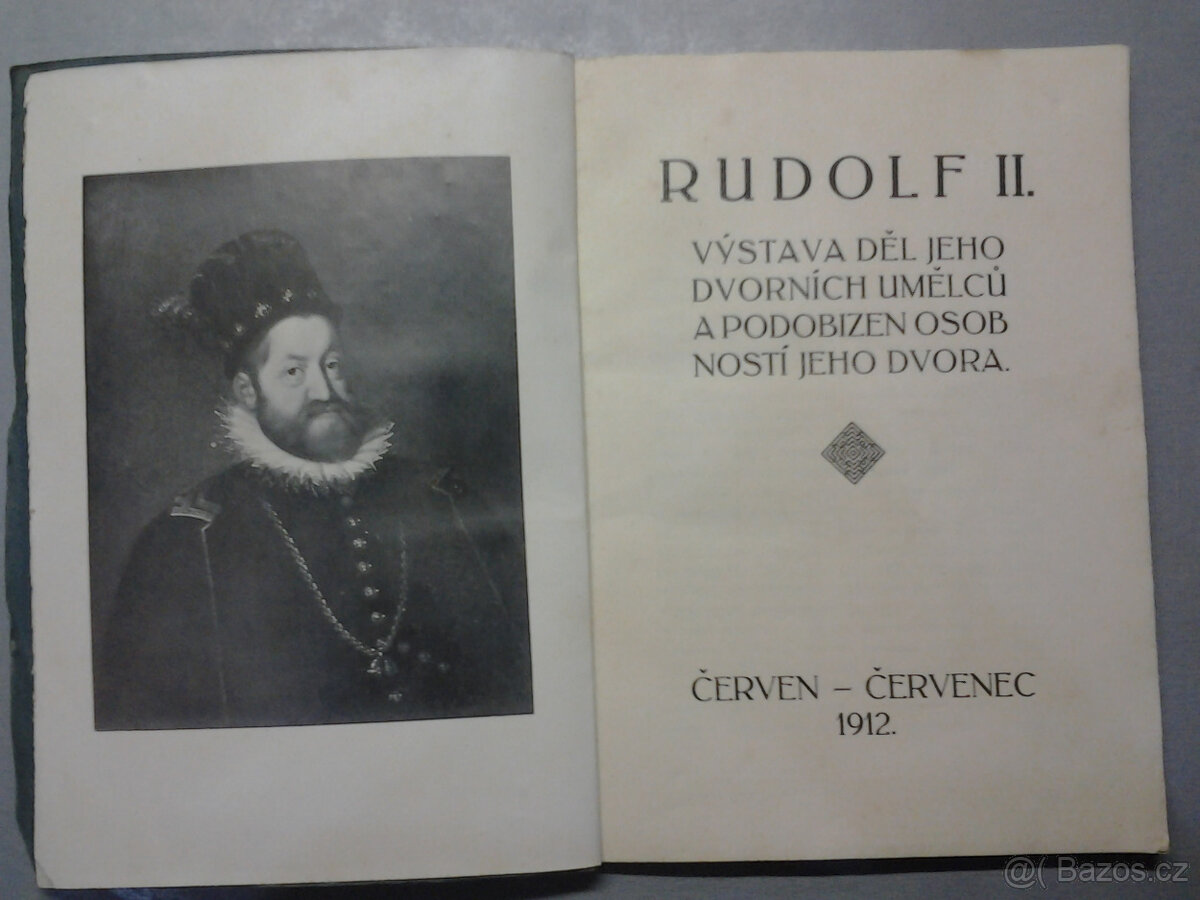 RUDOLF II.
VÝSTAVA DĚL JEHO
DVORNÍCH UMĚLCŮ
A PODOBIZEN OSOB
NOSTÍ JEHO DVORA.
ČERVEN – ČERVENEC
1912.
@( Bazos.cz